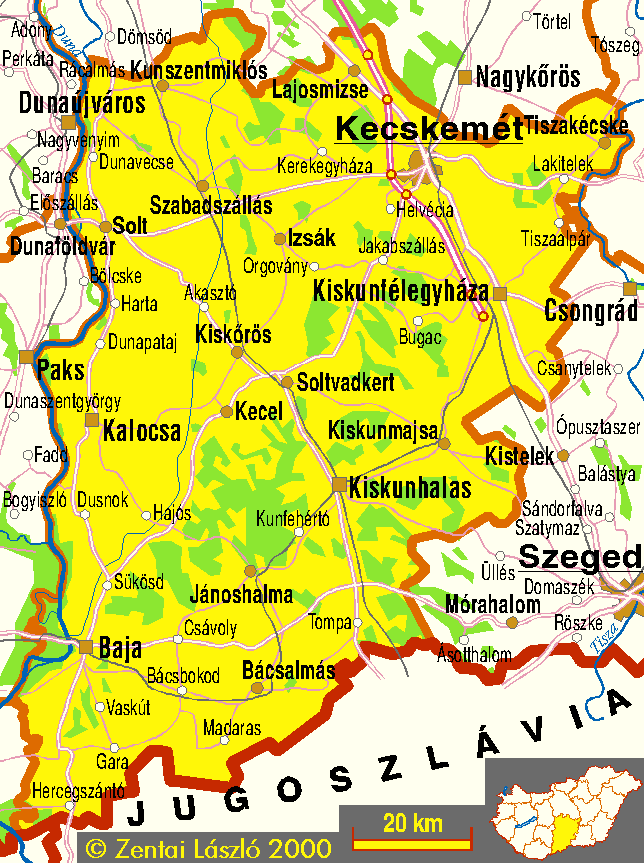 Adony
Duna
Dömsöd
Törtel
Tószeg
Perkáta
Rácalmás
Kunszentmiklós
Lajosmizse
Nagykőrös
Dunaújváros
Kecskemét
Tiszakécske
Nagyvenyim
Dunavecse
Kerekegyháza
Lakitelek
Baracs
Előszállás
Szabadszállás
Helvécia
Solt
Dunaföldvár
Izsák
Jakabszállás
Tiszaalpár
Orgovány
Bölcske
Harta
Akasztó
Kiskunfélegyháza
Csongrád
Dunapataj
Kiskőrös
Bugac
Paks
Csanytelek
Soltvadkert
Dunaszentgyörgy
Kecel
Kalocsa
Kiskunmajsa
Ópusztaszer
Fadd
Kistelek
Balástya
Kiskunhalas
Bogyiszló
Dusnok
Hajós
Kunfehértó
Sándorfalva
Szatymaz
Szeged
Üllés
Sükösd
Jánoshalma
Domaszék
Mórahalom
Csávoly
Tompa
Röszke
Tisza
Baja
Ásotthalom
Bácsbokod
Bácsalmás
Vaskút
Madaras
Gara
Hercegszántó
JUGOSZLÁVIA
20 km
© Zentai László 2000